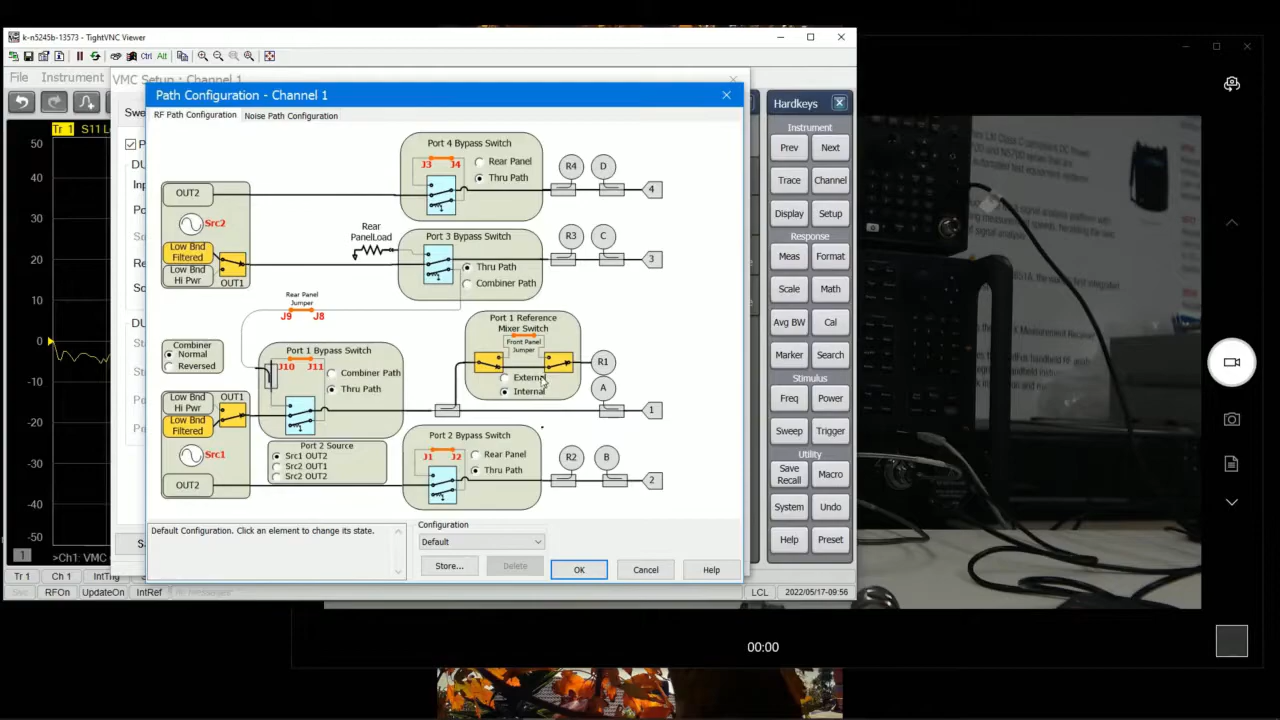 k-n5245b-13573 - TightVNC Viewer
Ctrl Alt
File Instrument
VMC Setup : Channel 1
Path Configuration - Channel 1
RF Path Configuration Noise Path Configuration
Tr 1 S11 L
50
40
30
20
10
0
-10
-20
-30
-40
-50
1
>Ch1: VMC
Port 4 Bypass Switch
J3 J4
Rear Panel
Thru Path
R4 D
4
OUT2
Src2
Low Bnd
Filtered
Low Bnd
Hi Pwr
OUT1
Rear
PanelLoad
Port 3 Bypass Switch
Thru Path
Combiner Path
R3 C
3
Rear Panel
Jumper
J9 J8
Port 1 Reference
Mixer Switch
Front Panel
Jumper
External
Internal
R1
A
1
Combiner
Normal
Reversed
Port 1 Bypass Switch
J10 J11
Combiner Path
Thru Path
Low Bnd
Hi Pwr
Low Bnd
Filtered
OUT1
Src1
OUT2
Port 2 Source
Src1 OUT2
Src2 OUT1
Src2 OUT2
Port 2 Bypass Switch
J1 J2
Rear Panel
Thru Path
R2 B
2
Default Configuration. Click an element to change its state.
Configuration
Default
Store... Delete OK Cancel Help
Hardkeys
Instrument
Prev Next
Trace Channel
Display Setup
Response
Meas Format
Scale Math
Avg BW Cal
Marker Search
Stimulus
Freq Power
Sweep Trigger
Utility
Save
Recall
Macro
System Undo
Help Preset
Tr 1 Ch 1 IntTrig
RFOn UpdateOn IntRef
LCL 2022/05/17-09:56
00:00